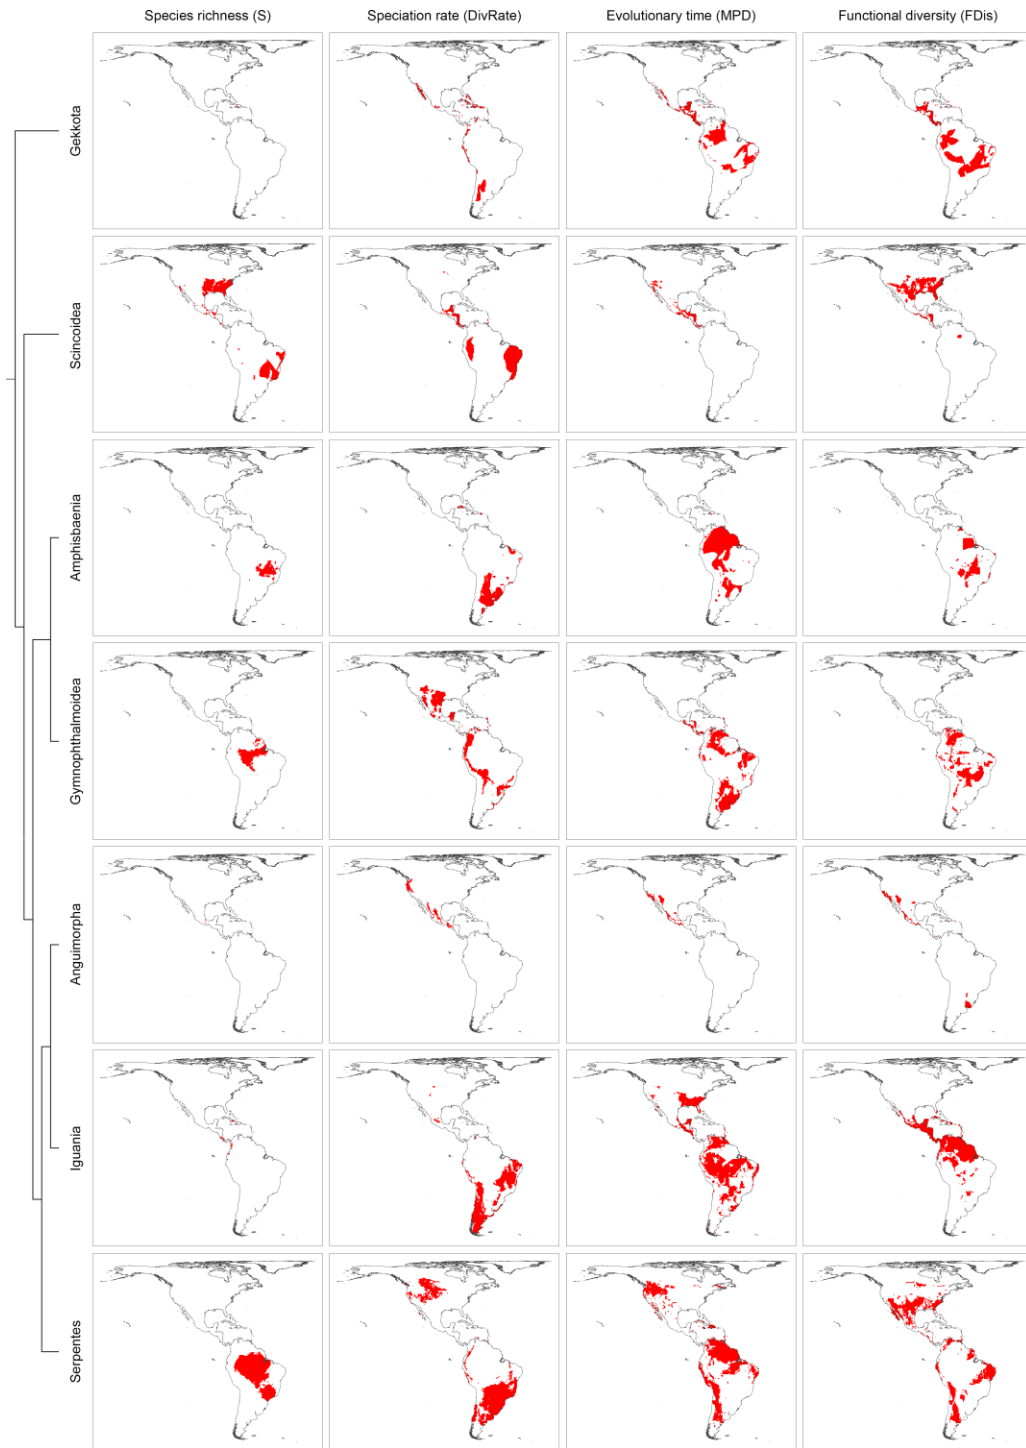 Species richness (S)
Speciation rate (DivRate)
Evolutionary time (MPD)
Functional diversity (FDis)
Gekkota
Scincoidea
Amphisbaenia
Gymnophthalmoidea
Anguimorpha
Iguania
Serpentes